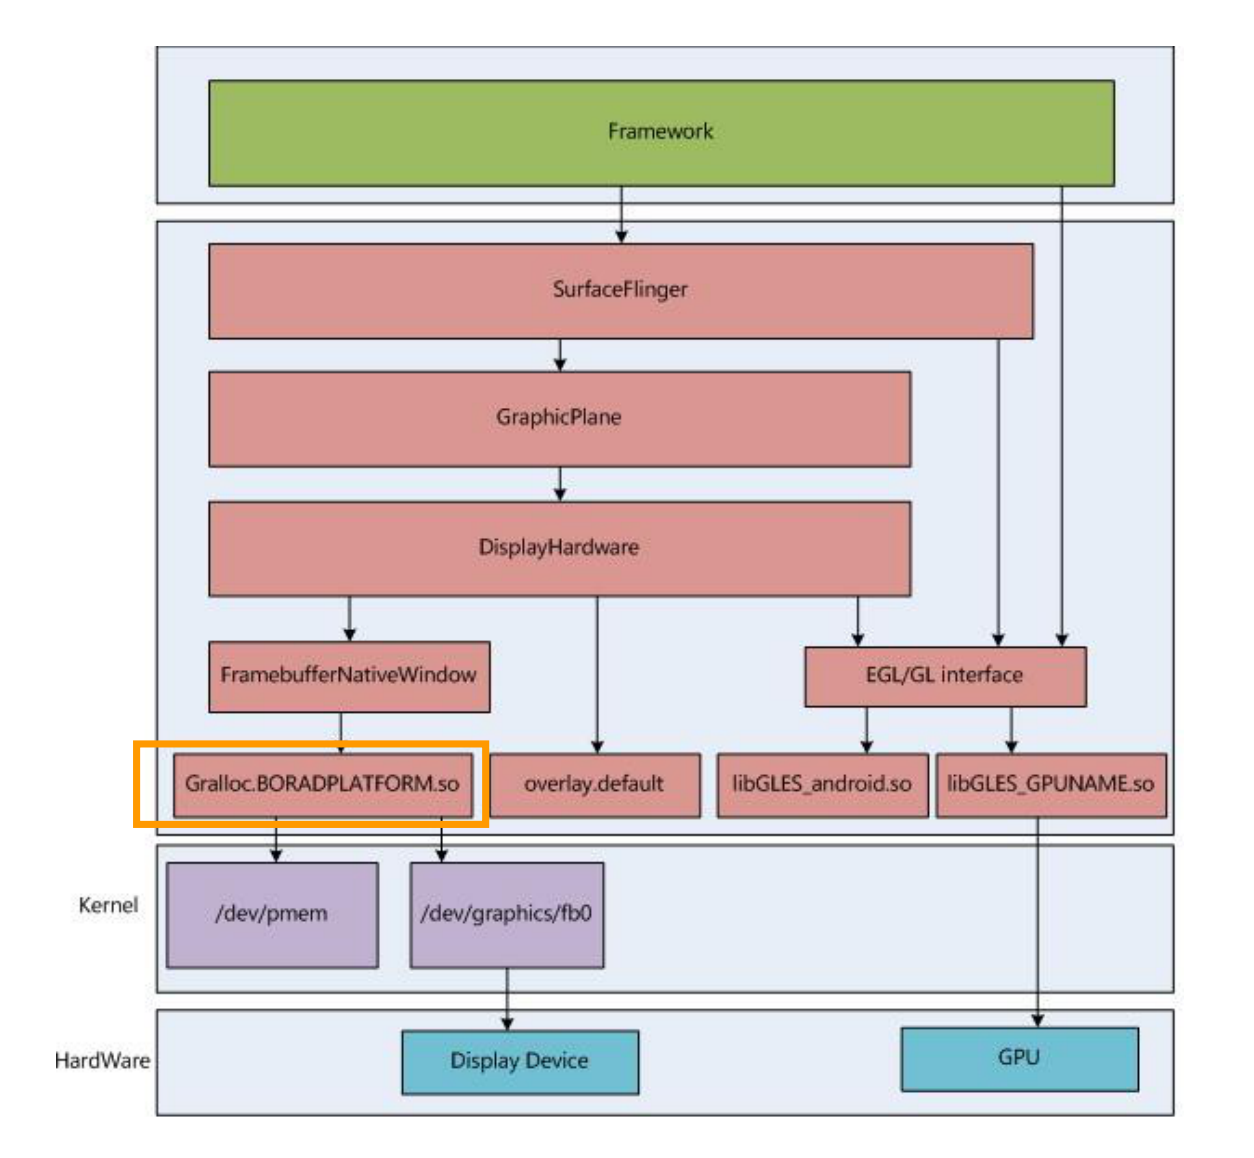 Framework
SurfaceFlinger
GraphicPlane
DisplayHardware
FramebufferNativeWindow
EGL/GL interface
Gralloc.BORADPLATFORM.so
overlay.default
libGLES_android.so
libGLES_GPUNAME.so
Kernel
/dev/pmem
/dev/graphics/fb0
HardWare
Display Device
GPU